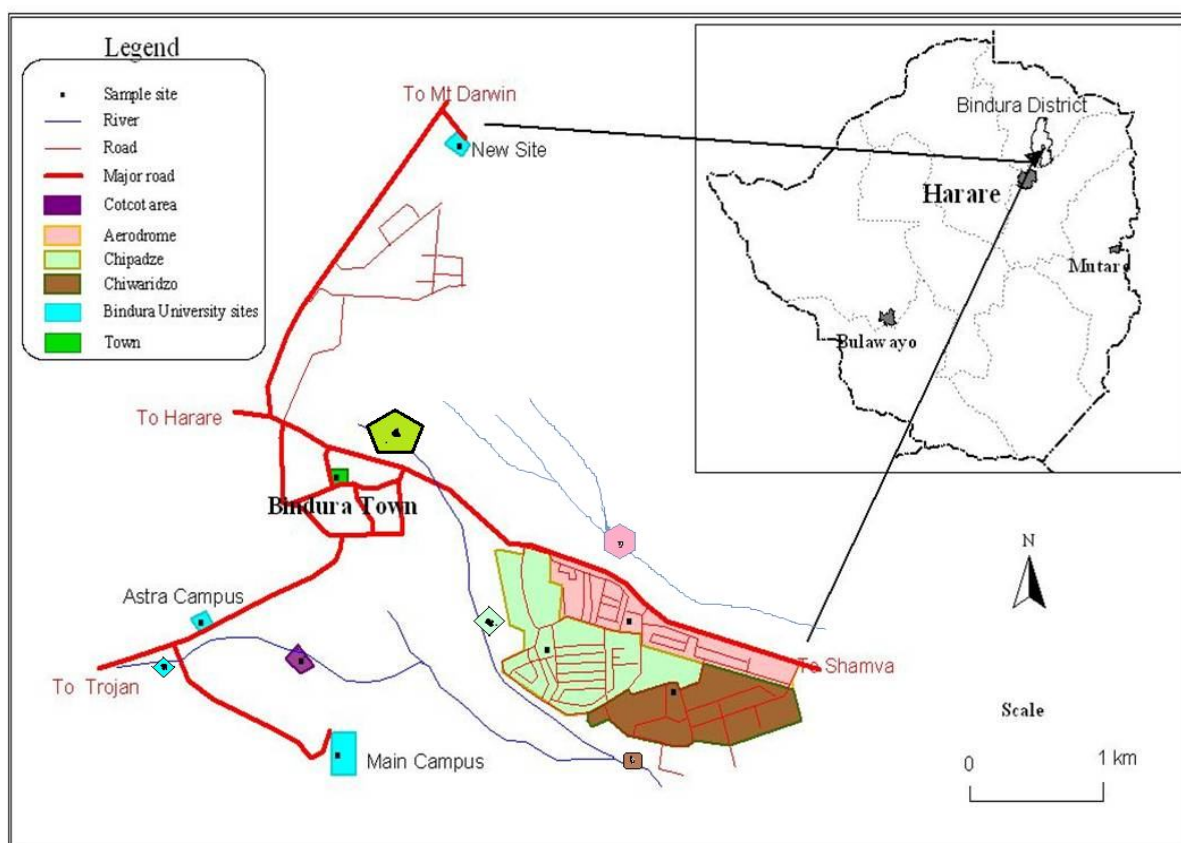 Legend
Sample site
River
Road
Major road
Cotcot area
Aerodrome
Chipadze
Chiwaridzo
Bindura University sites
Town
To Mt Darwin
New Site
Bindura District
Harare
Mutare
Bulawayo
To Harare
Bindura Town
Astra Campus
To Trojan
Main Campus
To Shamva
N
Scale
0
1 km